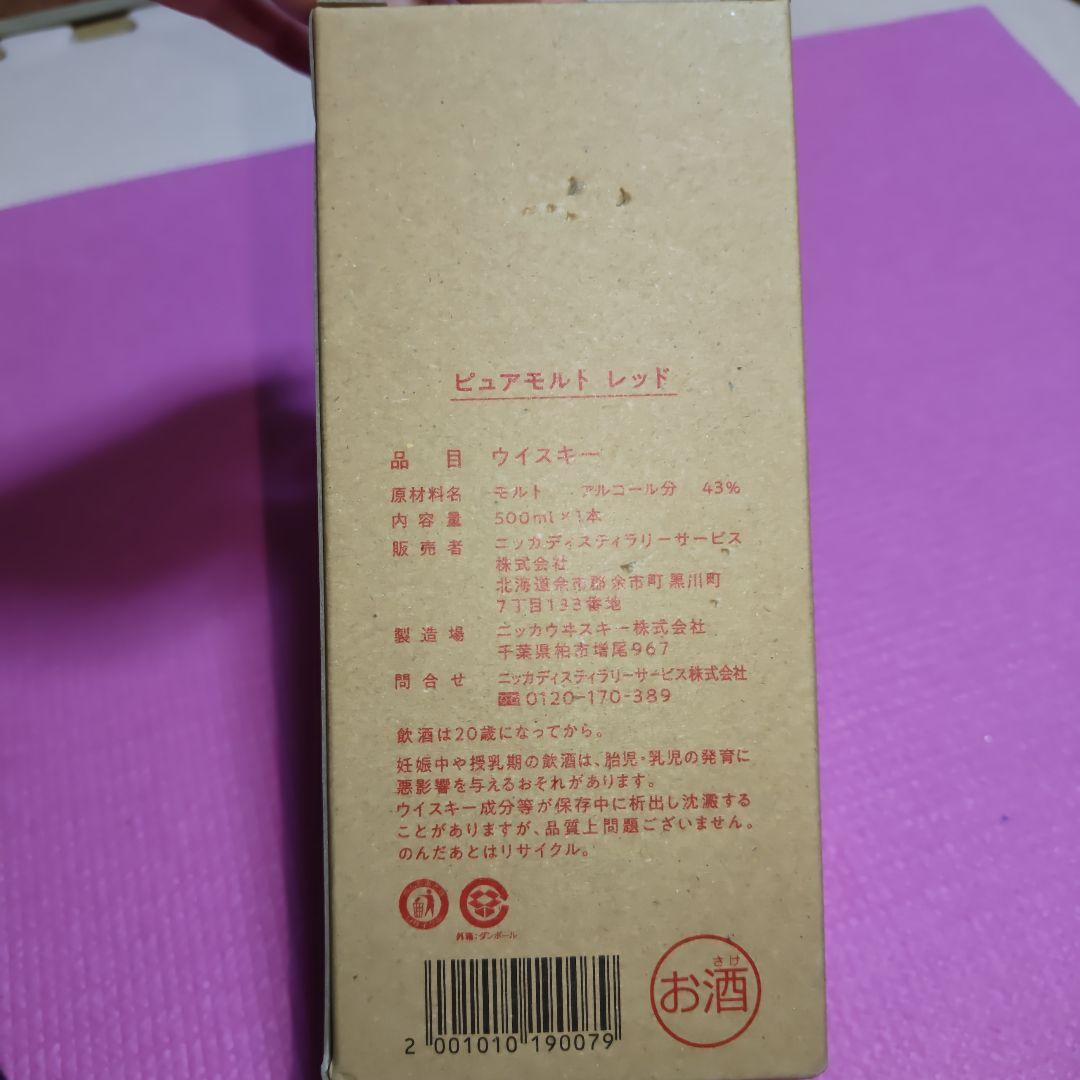 ピュアモルト レッド
品目 ウイスキー
原材料名 モルト アルコール分 43%
内容量 500ml×1本
販売者 ニッカディスティラリーサービス
株式会社
北海道余市郡余市町黒川町
7丁目133番地
製造場 ニッカウヰスキー株式会社
千葉県柏市増尾967
問合せ ニッカディスティラリーサービス株式会社
0120-170-389
飲酒は20歳になってから。
妊娠中や授乳期の飲酒は、胎児・乳児の発育に
悪影響を与えるおそれがあります。
ウイスキー成分等が保存中に析出し沈澱する
ことがありますが、品質上問題ございません。
のんだあとはリサイクル。
外箱:ダンボール
さけ
お酒
2 001010 190079